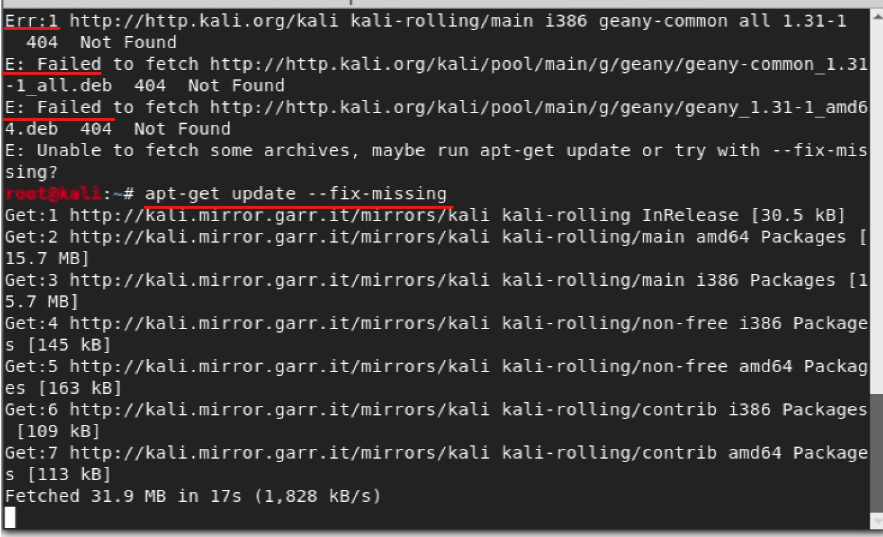 Err:1 http://http.kali.org/kali kali-rolling/main i386 geany-common all 1.31-1
  404  Not Found
E: Failed to fetch http://http.kali.org/kali/pool/main/g/geany/geany-common_1.31
-1_all.deb  404  Not Found
E: Failed to fetch http://http.kali.org/kali/pool/main/g/geany/geany_1.31-1_amd6
4.deb  404  Not Found
E: Unable to fetch some archives, maybe run apt-get update or try with --fix-mis
sing?
root@kali:~# apt-get update --fix-missing
Get:1 http://kali.mirror.garr.it/mirrors/kali kali-rolling InRelease [30.5 kB]
Get:2 http://kali.mirror.garr.it/mirrors/kali kali-rolling/main amd64 Packages [
15.7 MB]
Get:3 http://kali.mirror.garr.it/mirrors/kali kali-rolling/main i386 Packages [1
5.7 MB]
Get:4 http://kali.mirror.garr.it/mirrors/kali kali-rolling/non-free i386 Package
s [145 kB]
Get:5 http://kali.mirror.garr.it/mirrors/kali kali-rolling/non-free amd64 Packag
es [163 kB]
Get:6 http://kali.mirror.garr.it/mirrors/kali kali-rolling/contrib i386 Packages
 [109 kB]
Get:7 http://kali.mirror.garr.it/mirrors/kali kali-rolling/contrib amd64 Package
s [113 kB]
Fetched 31.9 MB in 17s (1,828 kB/s)